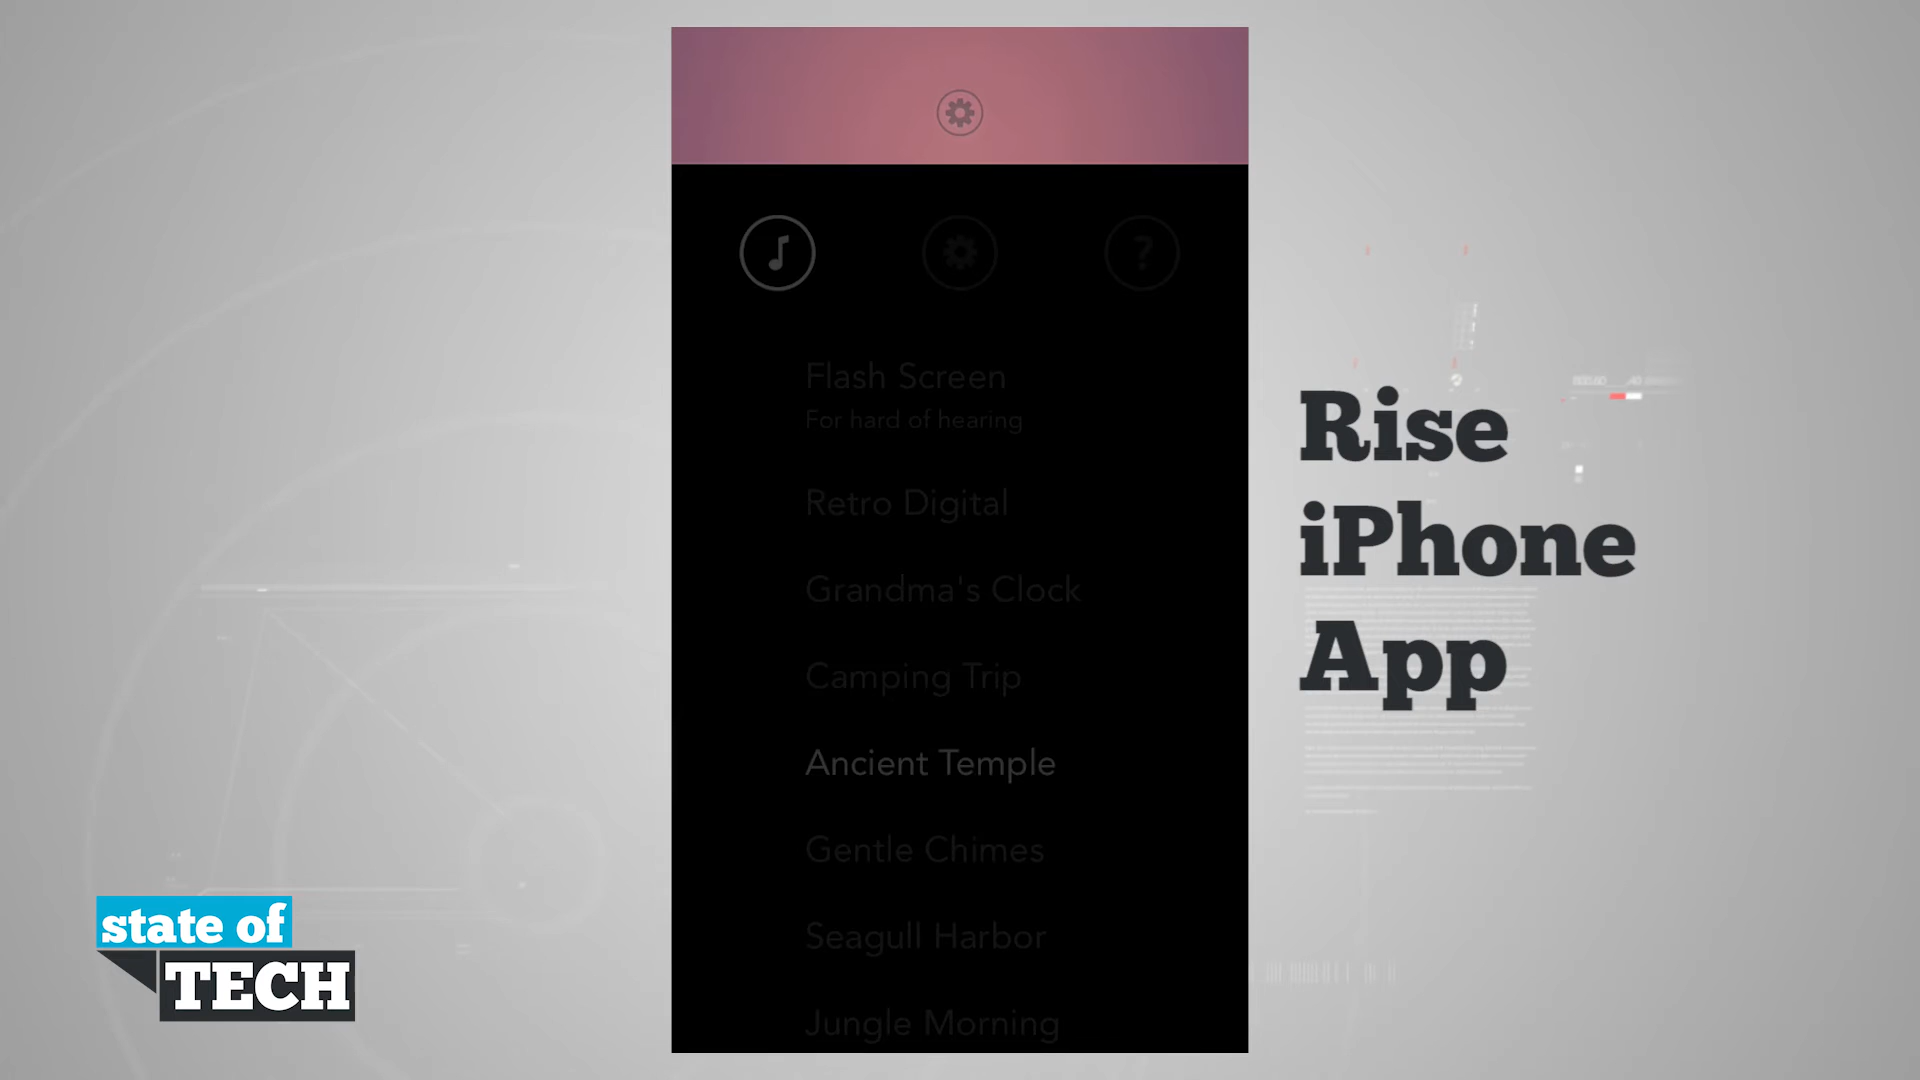 ?
Flash Screen
For hard of hearing
Retro Digital
Grandma's Clock
Camping Trip
Ancient Temple
Gentle Chimes
Seagull Harbor
Jungle Morning
Rise
iPhone
App
state of
TECH